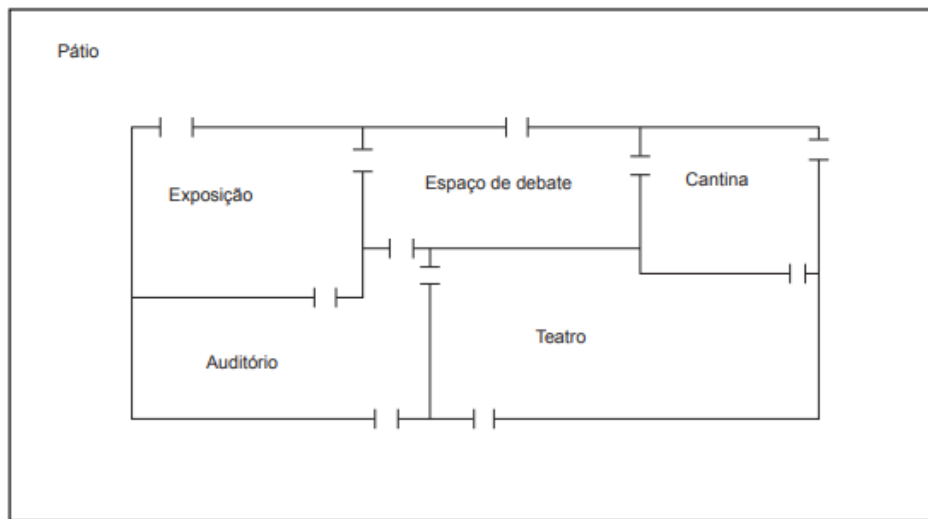 Pátio
Exposição
Espaço de debate
Cantina
Auditório
Teatro